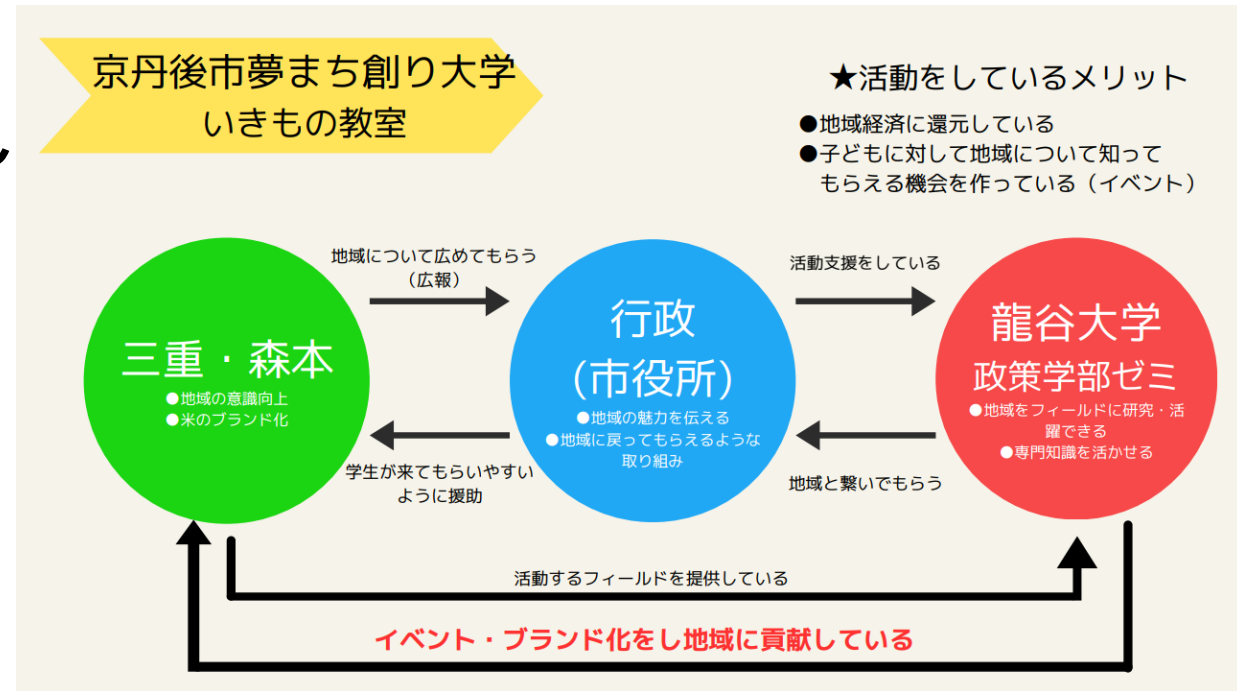 京丹後市夢まち創り大学
いきもの教室
★活動をしているメリット
●地域経済に還元している
●子どもに対して地域について知って
もらえる機会を作っている（イベント）
三重・森本
●地域の意識向上
●米のブランド化
地域について広めてもらう
（広報）
学生が来てもらいやすい
ように援助
行政
（市役所）
●地域の魅力を伝える
●地域に戻ってもらえるような
取り組み
活動支援をしている
地域と繋いでもらう
龍谷大学
政策学部ゼミ
●地域をフィールドに研究・活
躍できる
●専門知識を活かせる
活動するフィールドを提供している
イベント・ブランド化をし地域に貢献している